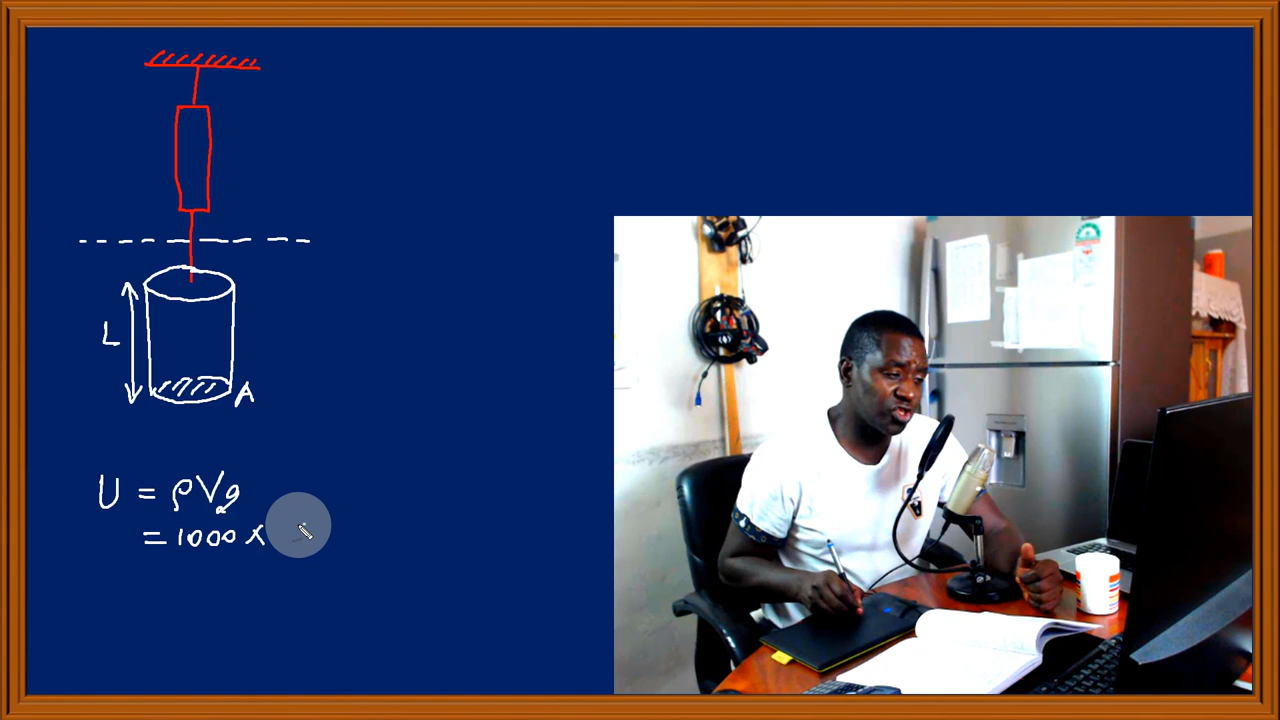 L
A
U = ρVg
= 1000 ×